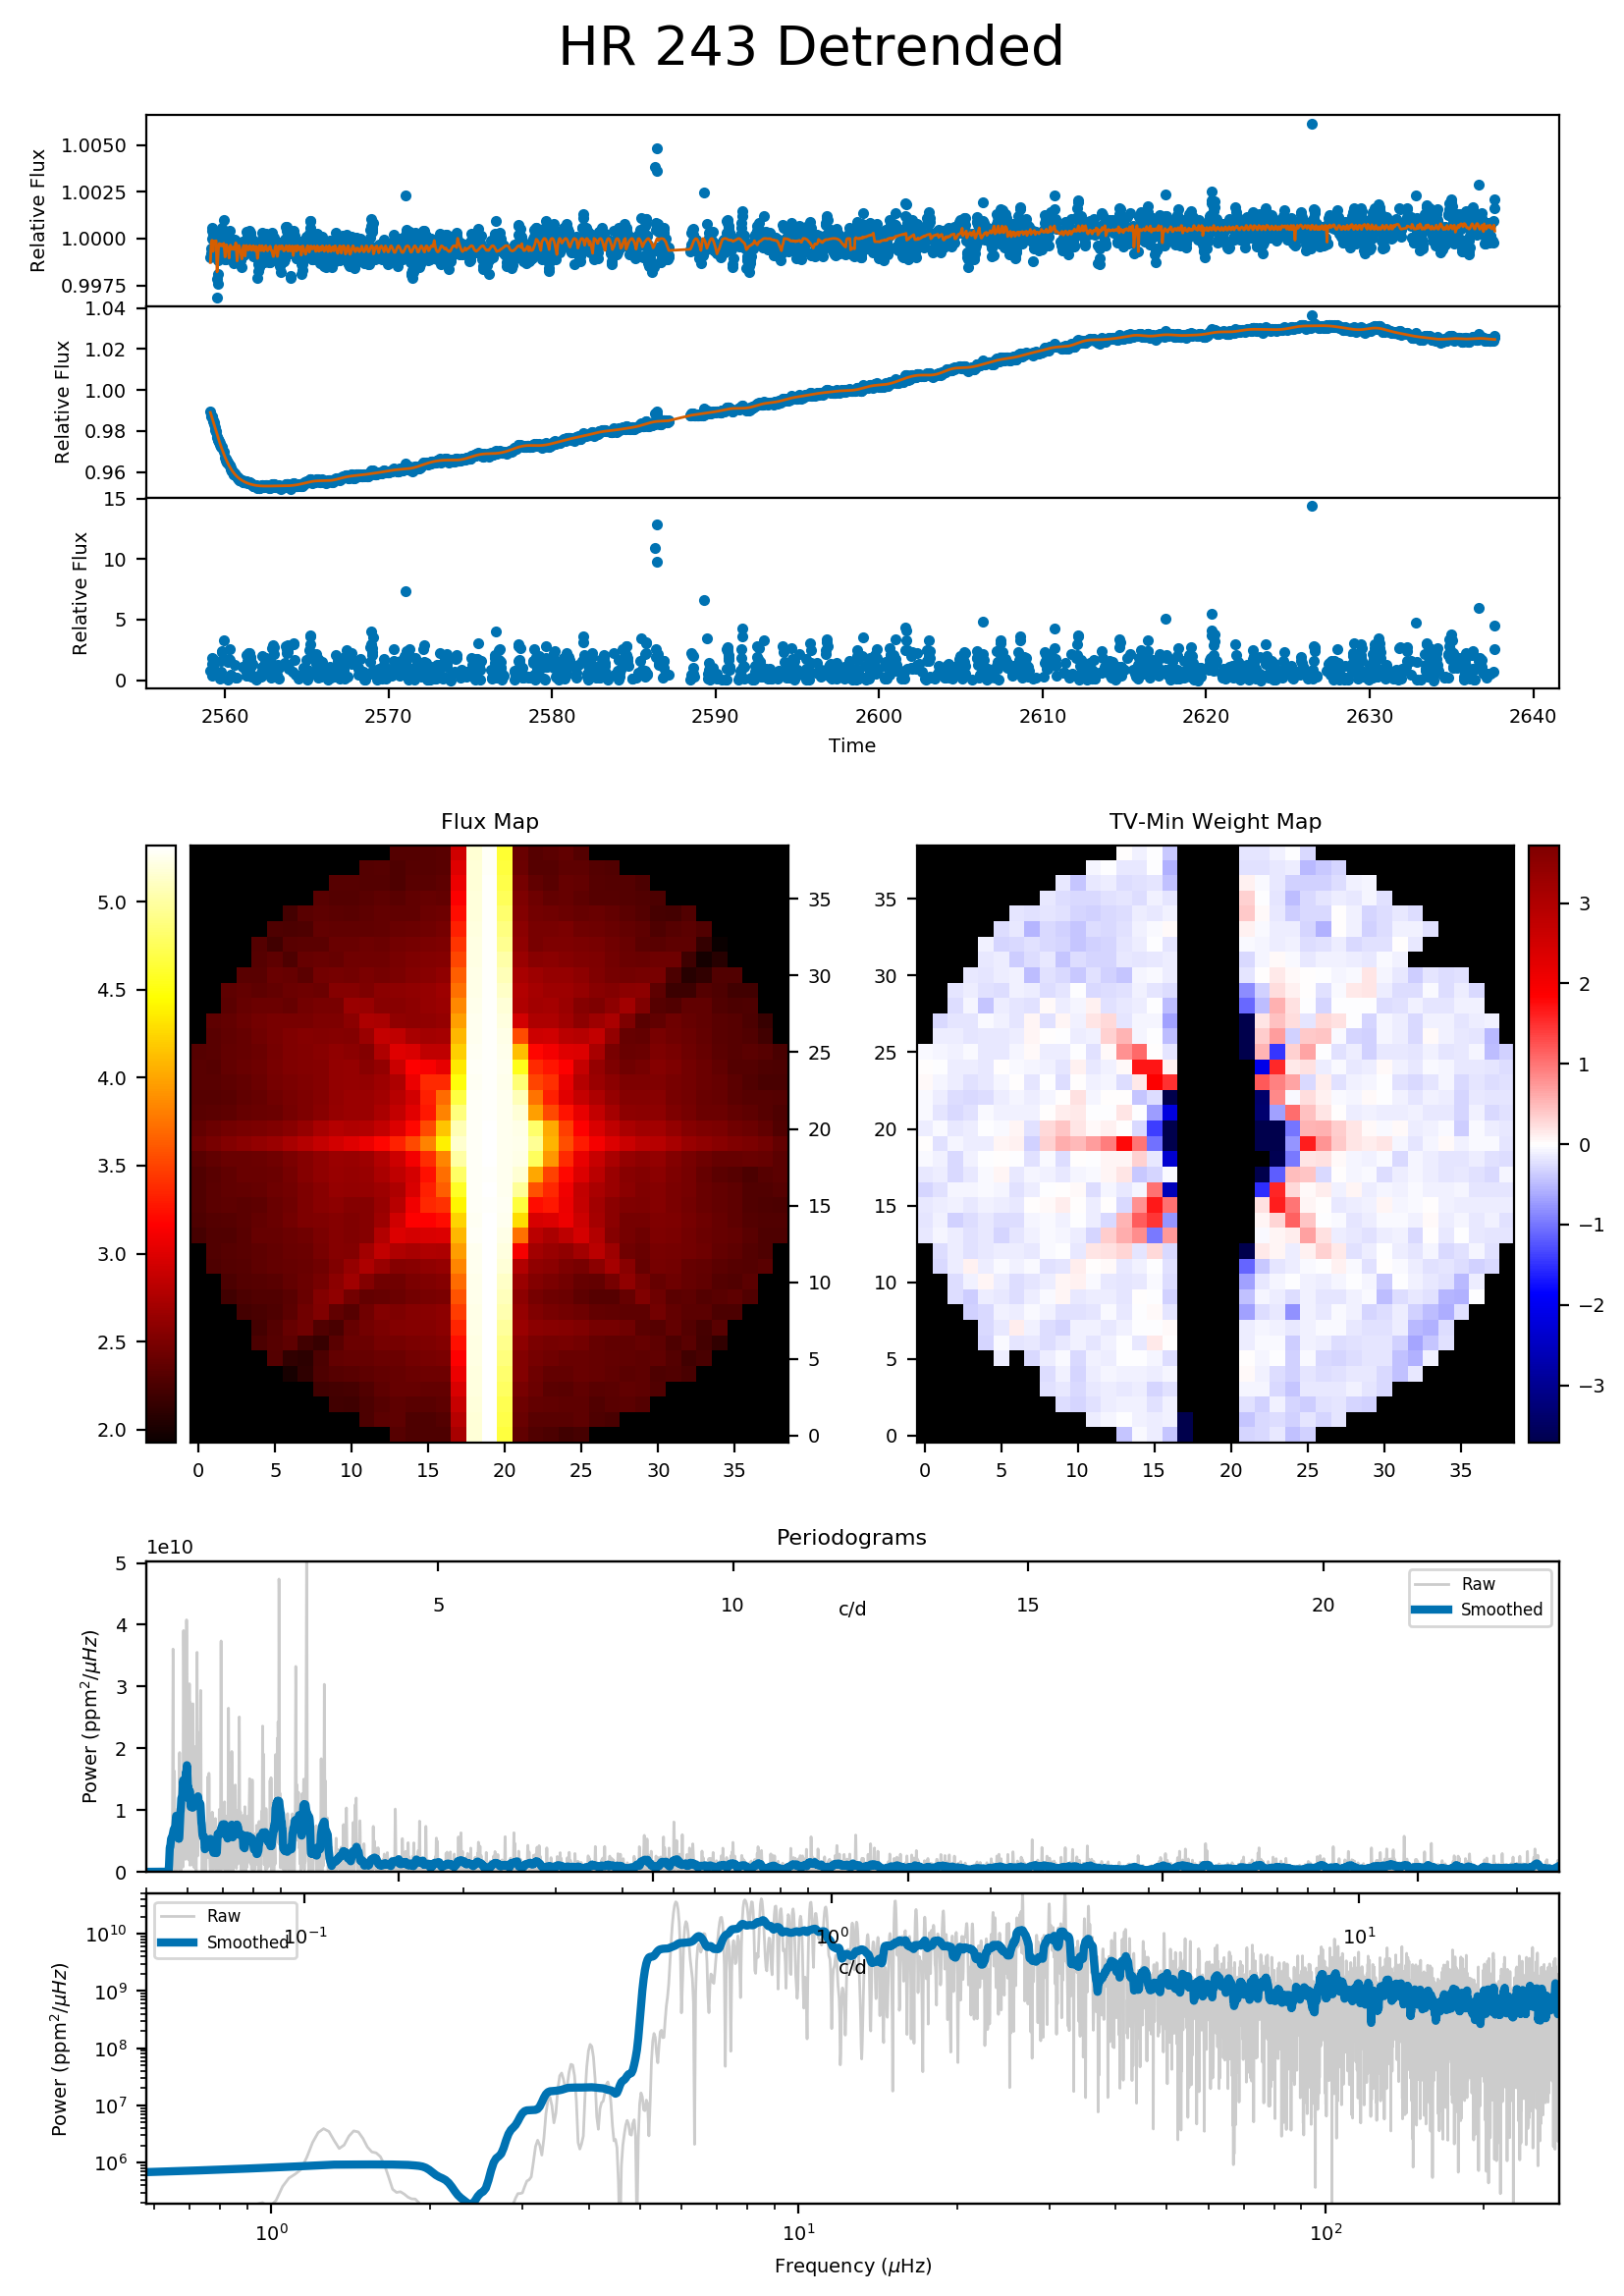 HR 243 Detrended
Relative Flux
1.0050
1.0025
1.0000
0.9975
Relative Flux
1.04
1.02
1.00
0.98
0.96
Relative Flux
15
10
5
0
2560 2570 2580 2590 2600 2610 2620 2630 2640
Time
Flux Map
5.0
4.5
4.0
3.5
3.0
2.5
2.0
35
30
25
20
15
10
5
0
0 5 10 15 20 25 30 35
TV-Min Weight Map
35
30
25
20
15
10
5
0
0 5 10 15 20 25 30 35
3
2
1
0
−1
−2
−3
Periodograms
1e10
Power (ppm²/μHz)
5
4
3
2
1
0
5 10 15 20
c/d
Raw
Smoothed
Power (ppm²/μHz)
10¹⁰
10⁹
10⁸
10⁷
10⁶
Raw
Smoothed
10⁻¹ 10⁰ 10¹
c/d
10⁰ 10¹ 10²
Frequency (μHz)